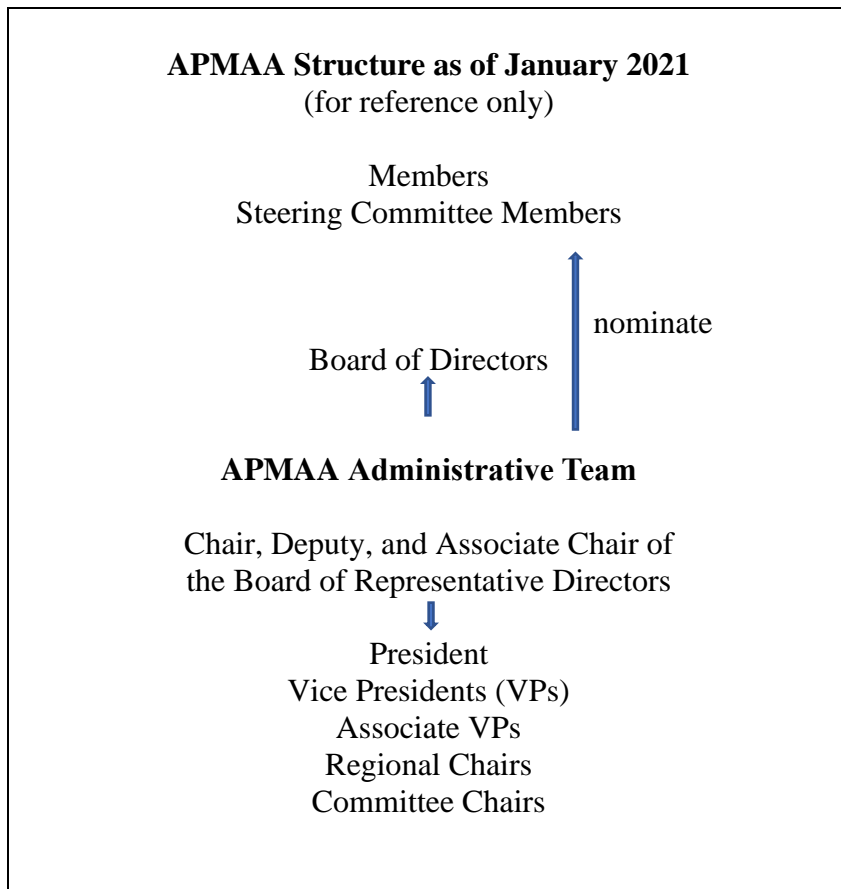 APMAA Structure as of January 2021
(for reference only)
Members
Steering Committee Members
nominate
Board of Directors
APMAA Administrative Team
Chair, Deputy, and Associate Chair of
the Board of Representative Directors
President
Vice Presidents (VPs)
Associate VPs
Regional Chairs
Committee Chairs